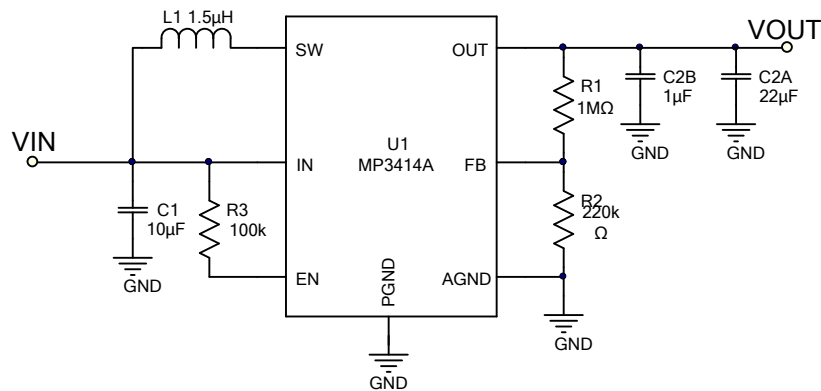 L1 1.5µH
VOUT
SW
OUT
C2B
1µF
C2A
22µF
R1
1MΩ
GND
GND
VIN
U1
MP3414A
IN
FB
C1
10µF
R3
100k
R2
220k
Ω
GND
EN
PGND
AGND
GND
GND